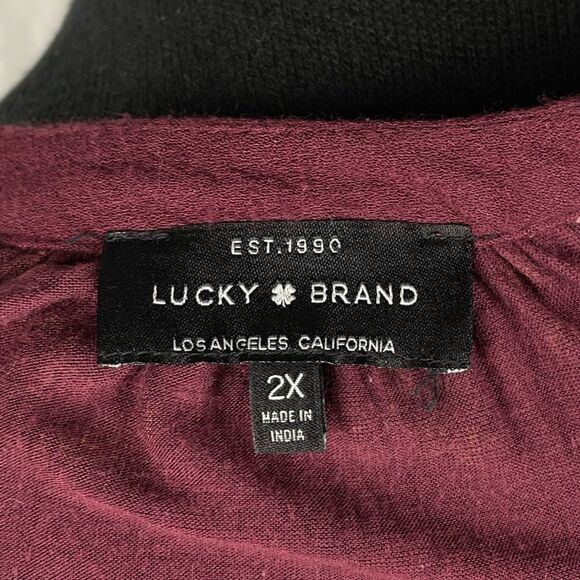 EST.1990
LUCKY BRAND
LOS ANGELES, CALIFORNIA
2X
MADE IN
INDIA